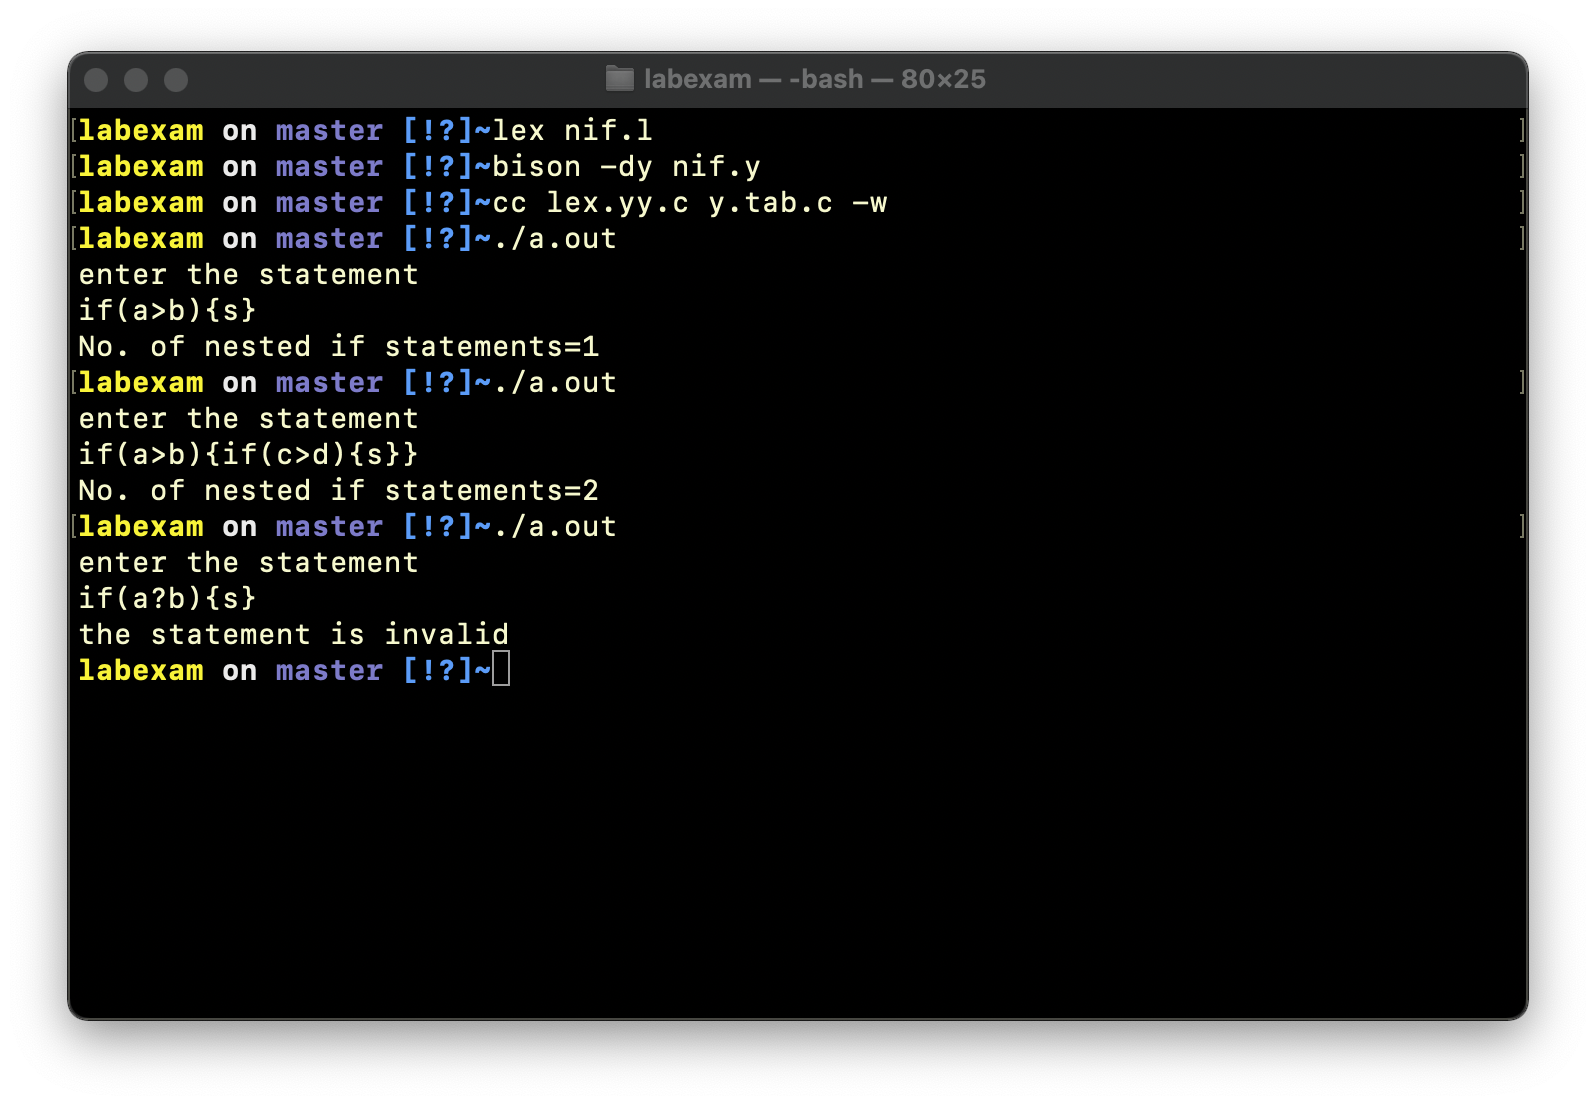 labexam — -bash — 80×25
[labexam on master [!?]~lex nif.l ]
[labexam on master [!?]~bison -dy nif.y ]
[labexam on master [!?]~cc lex.yy.c y.tab.c -w ]
[labexam on master [!?]~./a.out ]
enter the statement
if(a>b){s}
No. of nested if statements=1
[labexam on master [!?]~./a.out ]
enter the statement
if(a>b){if(c>d){s}}
No. of nested if statements=2
[labexam on master [!?]~./a.out ]
enter the statement
if(a?b){s}
the statement is invalid
labexam on master [!?]~